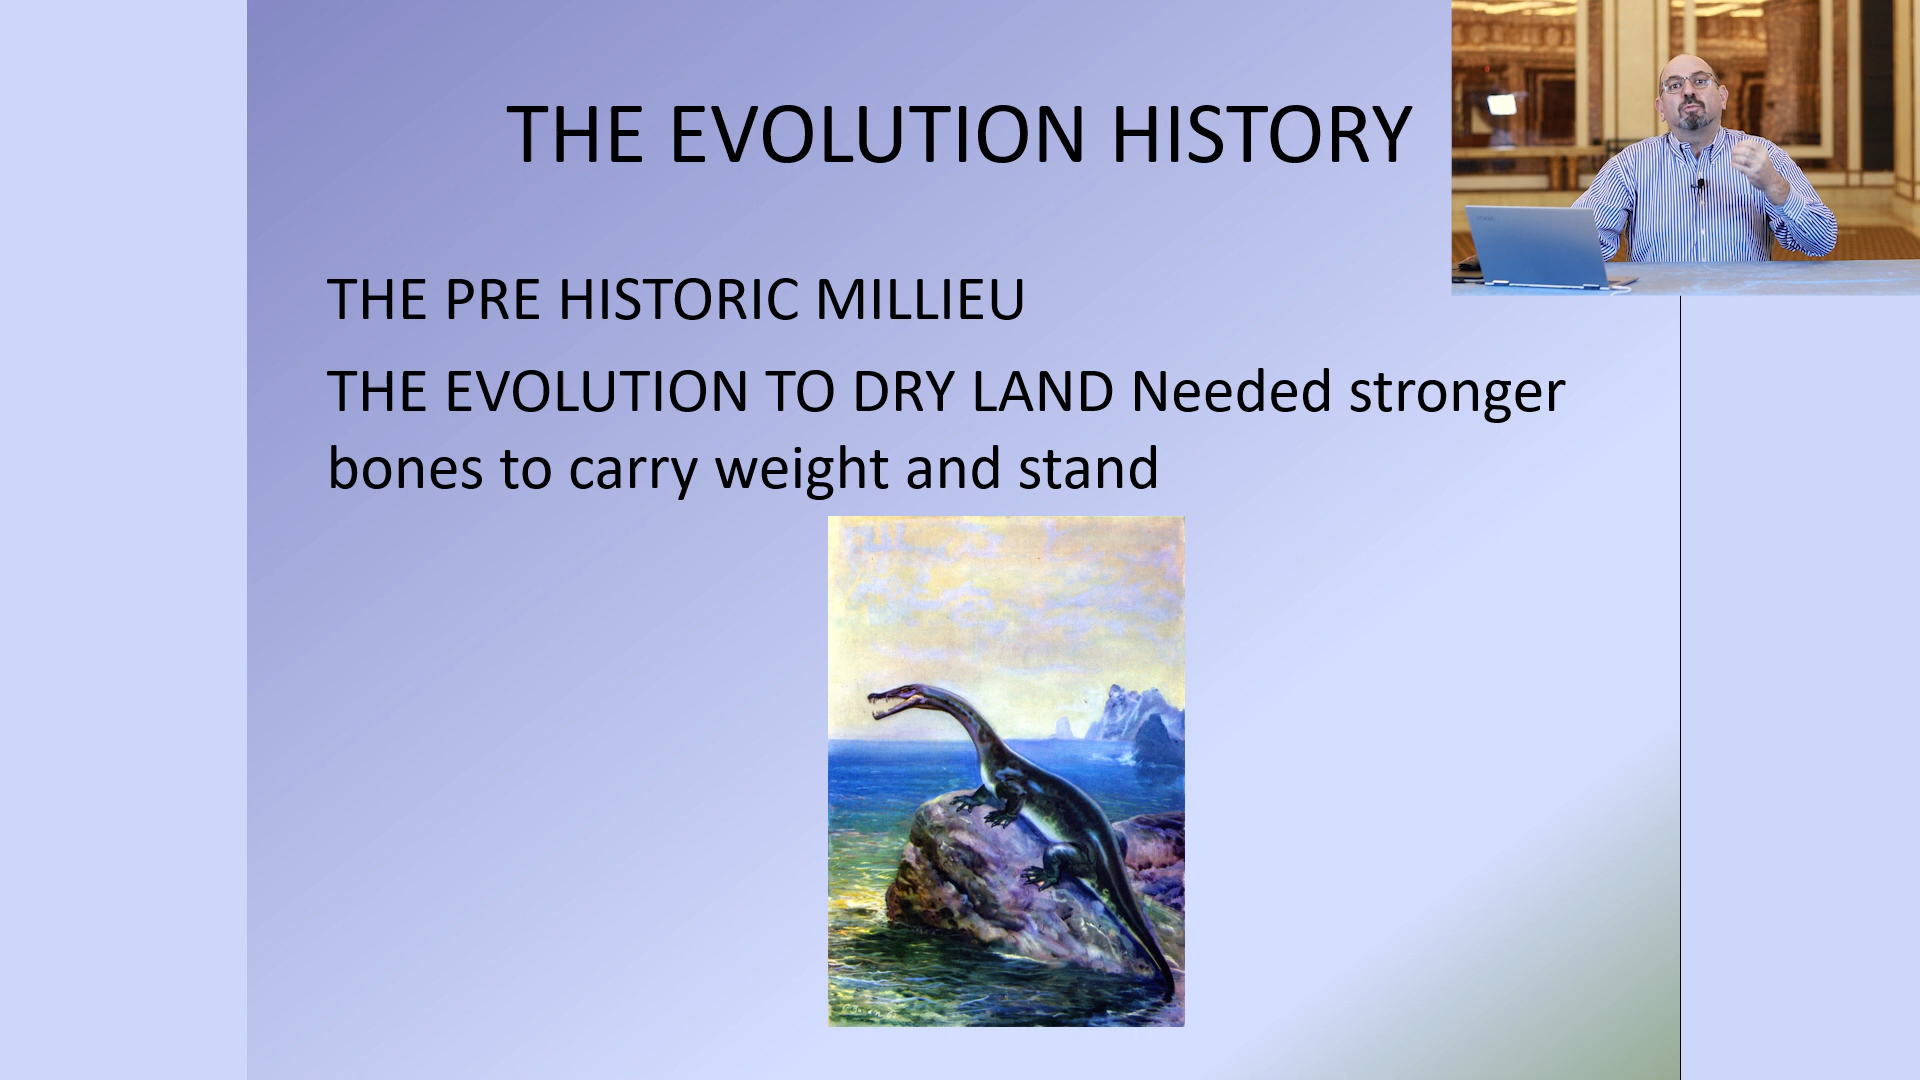 THE EVOLUTION HISTORY
THE PRE HISTORIC MILLIEU
THE EVOLUTION TO DRY LAND Needed stronger
bones to carry weight and stand